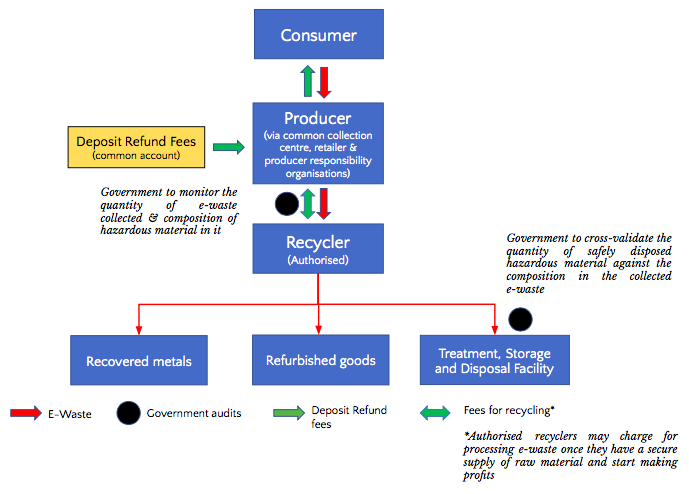 Consumer
Producer
(via common collection
centre, retailer &
producer responsibility
organisations)
Deposit Refund Fees
(common account)
Government to monitor the
quantity of e-waste
collected & composition of
hazardous material in it
Recycler
(Authorised)
Government to cross-validate the
quantity of safely disposed
hazardous material against the
composition in the collected
e-waste
Recovered metals
Refurbished goods
Treatment, Storage
and Disposal Facility
E-Waste
Government audits
Deposit Refund
fees
Fees for recycling*
*Authorised recyclers may charge for
processing e-waste once they have a secure
supply of raw material and start making
profits